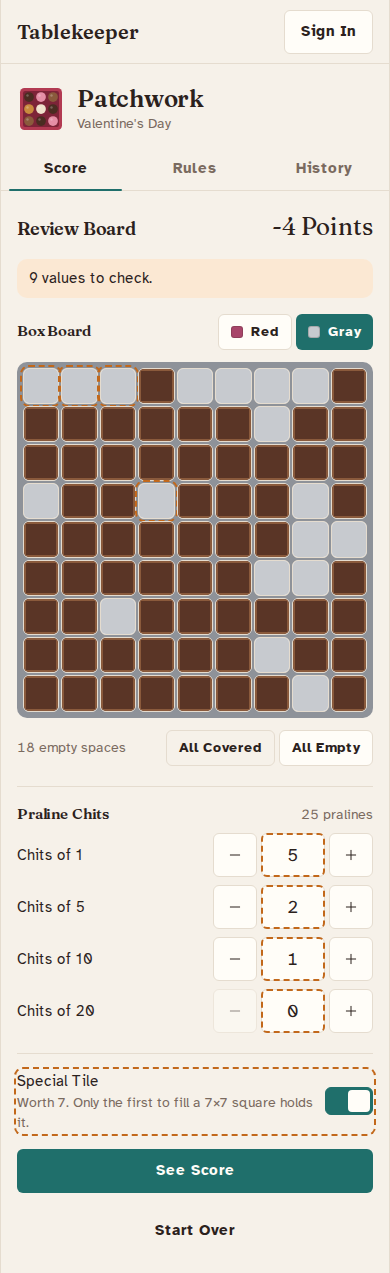 Tablekeeper
Sign In
Patchwork
Valentine's Day
Score
Rules
History
Review Board
-4 Points
9 values to check.
Box Board
Red
Gray
18 empty spaces
All Covered
All Empty
Praline Chits
25 pralines
Chits of 1
− 5 +
Chits of 5
− 2 +
Chits of 10
− 1 +
Chits of 20
− 0 +
Special Tile
Worth 7. Only the first to fill a 7×7 square holds
it.
See Score
Start Over